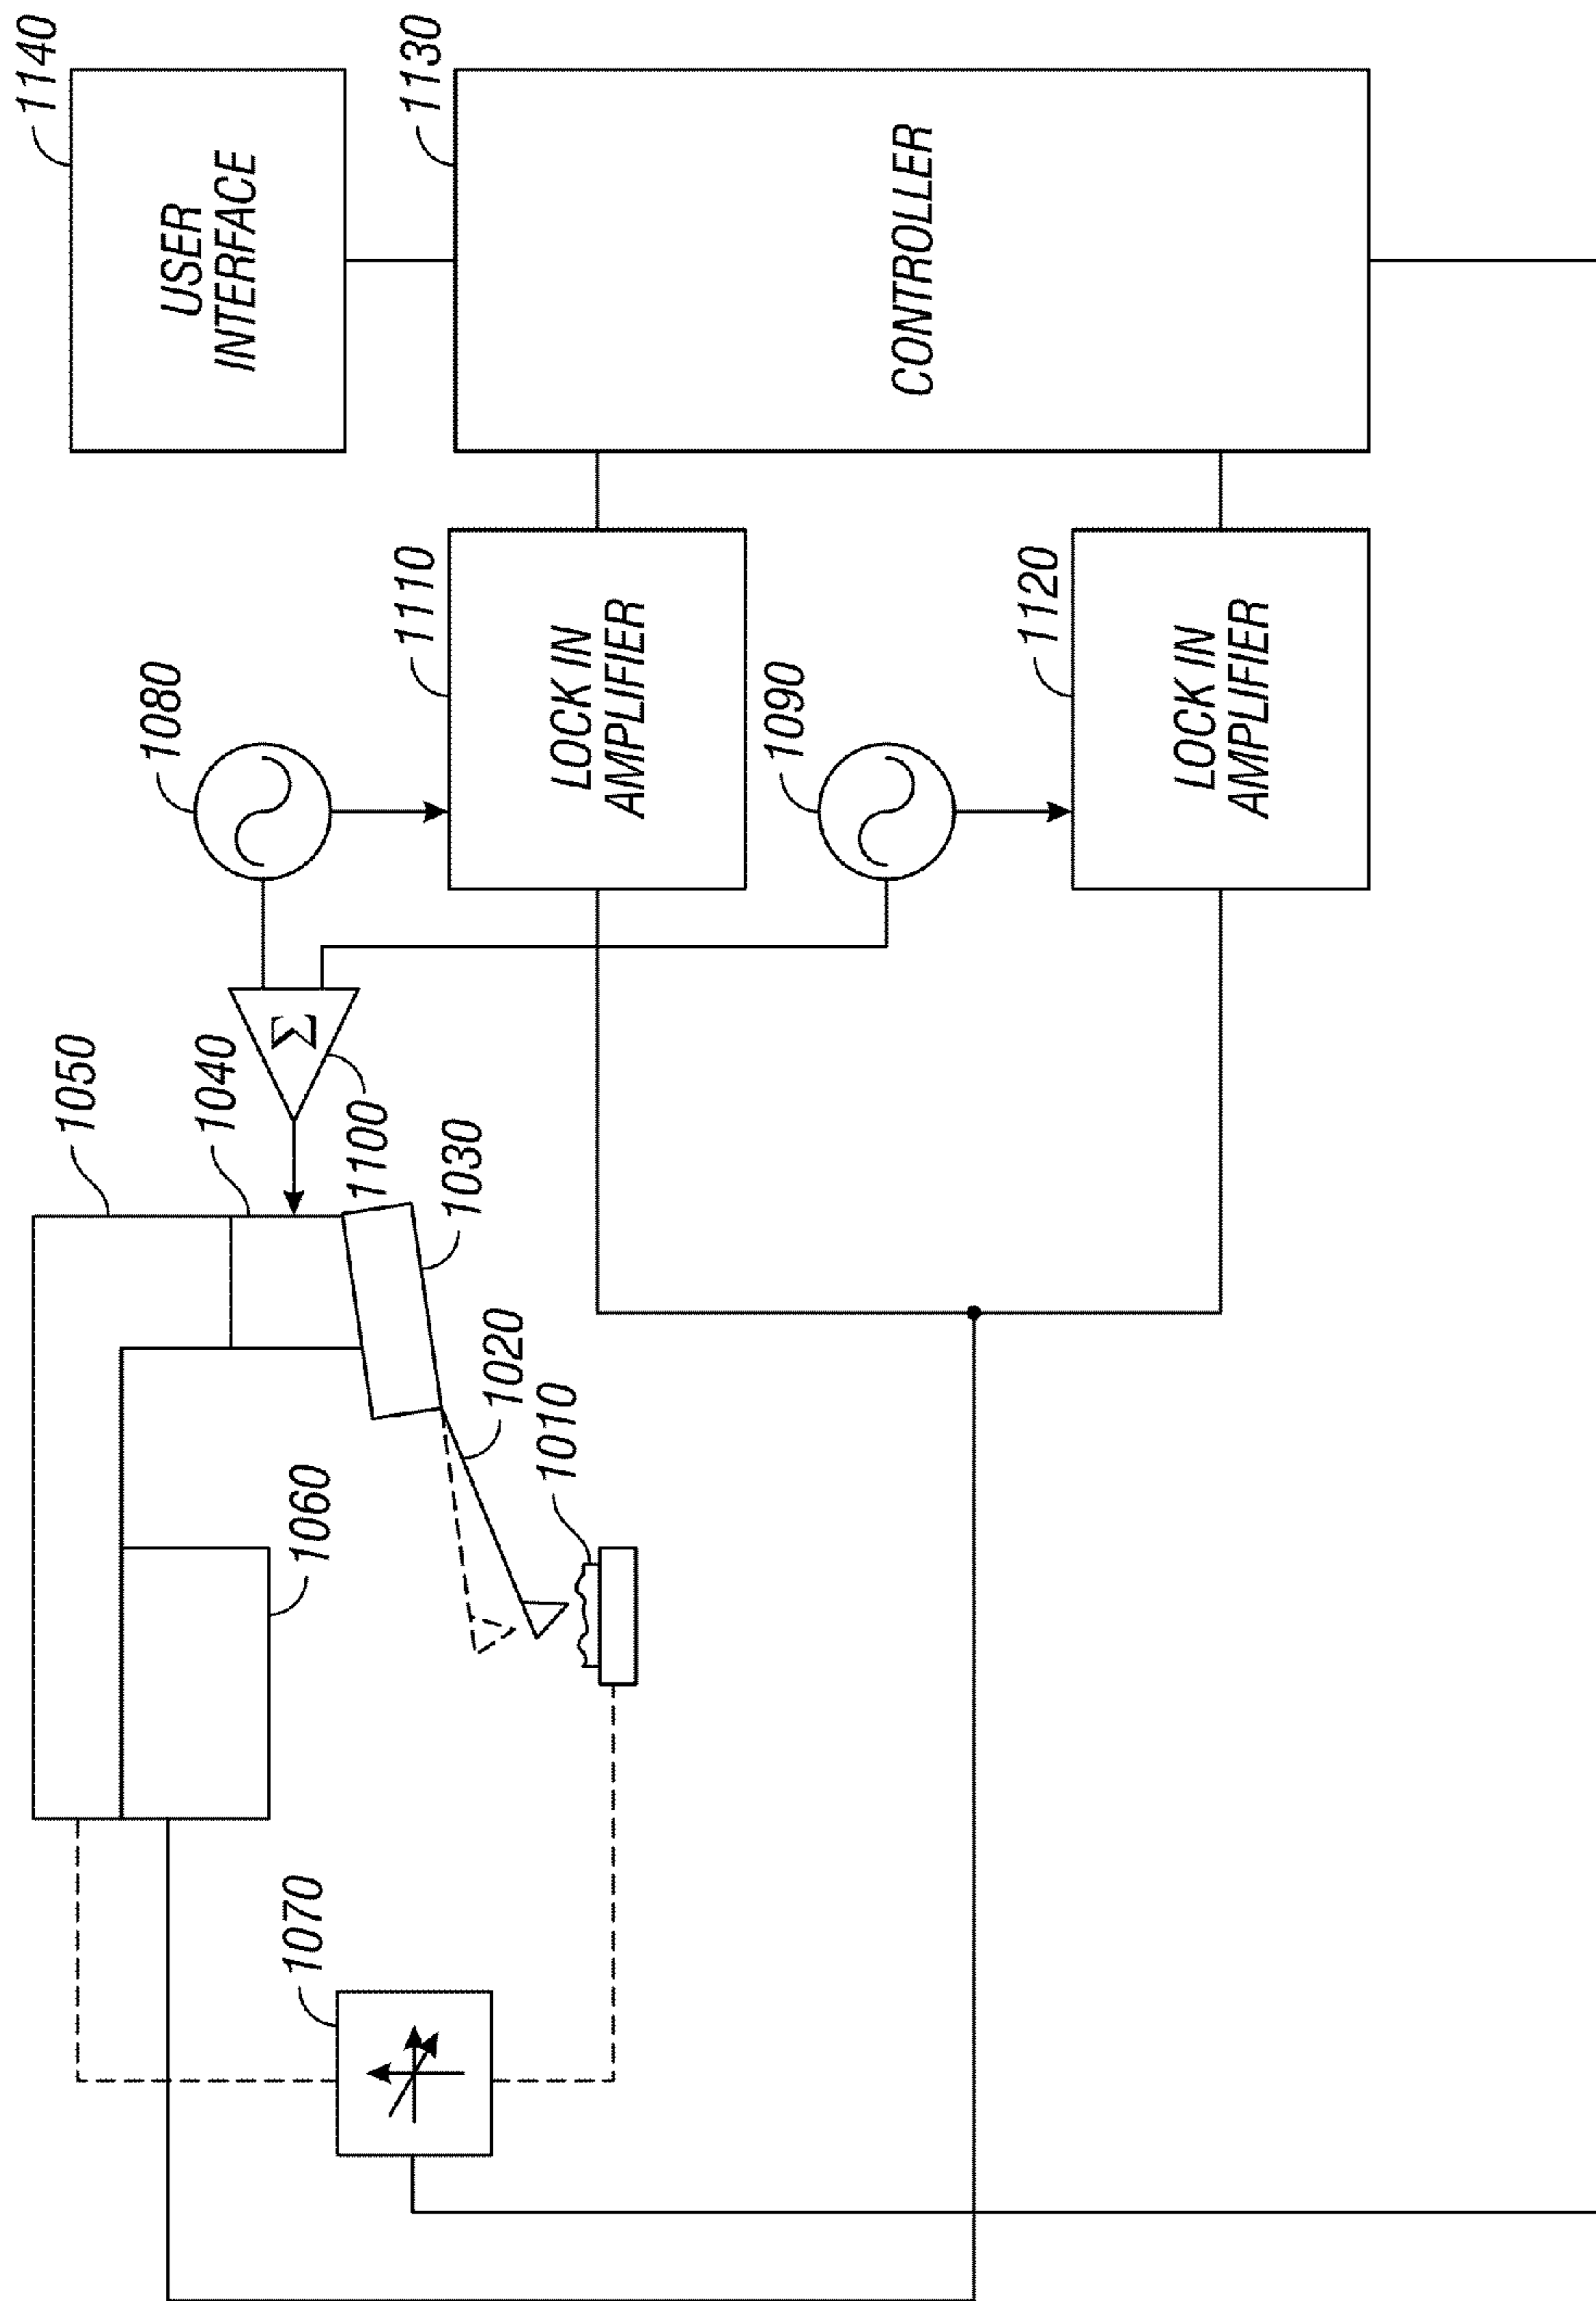 1050
1040
1060
1070
1100
1030
1020
1010
1080
1090
1110
LOCK IN
AMPLIFIER
1120
LOCK IN
AMPLIFIER
1140
USER
INTERFACE
1130
CONTROLLER
Σ